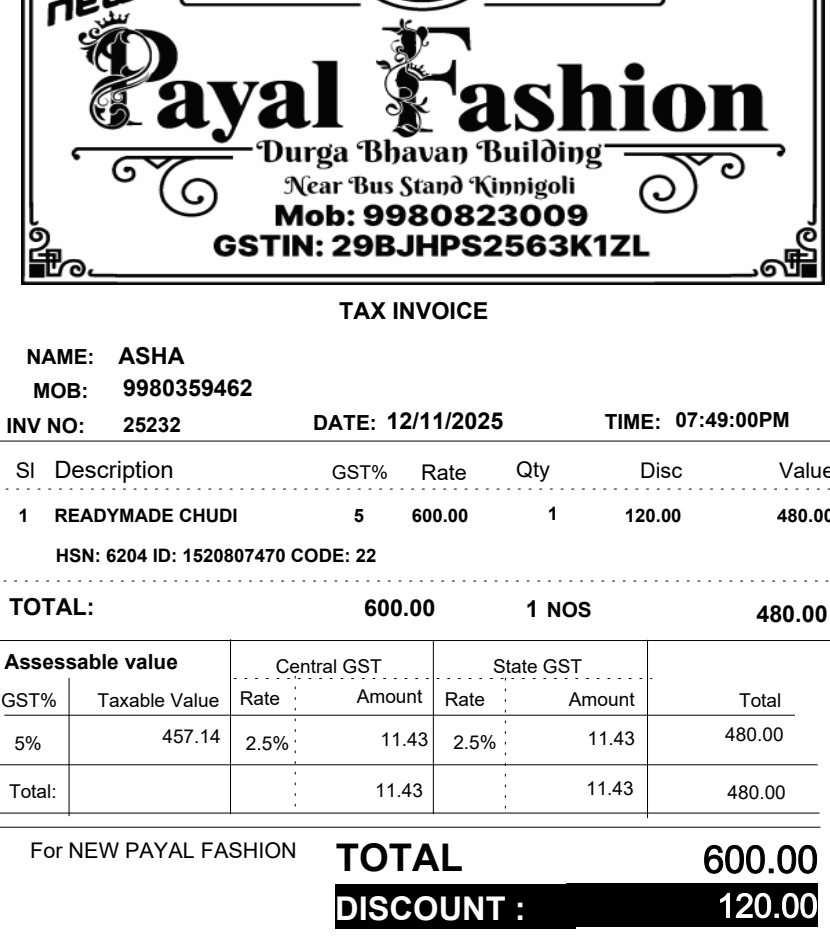 new
Payal Fashion
Durga Bhavan Building
Near Bus Stand Kinnigoli
Mob: 9980823009
GSTIN: 29BJHPS2563K1ZL
TAX INVOICE
NAME: ASHA
MOB: 9980359462
INV NO: 25232 DATE: 12/11/2025 TIME: 07:49:00PM
Sl Description GST% Rate Qty Disc Value
1 READYMADE CHUDI 5 600.00 1 120.00 480.00
HSN: 6204 ID: 1520807470 CODE: 22
TOTAL: 600.00 1 NOS 480.00
Assessable value Central GST State GST
GST% Taxable Value Rate Amount Rate Amount Total
5% 457.14 2.5% 11.43 2.5% 11.43 480.00
Total: 11.43 11.43 480.00
For NEW PAYAL FASHION TOTAL 600.00
DISCOUNT : 120.00